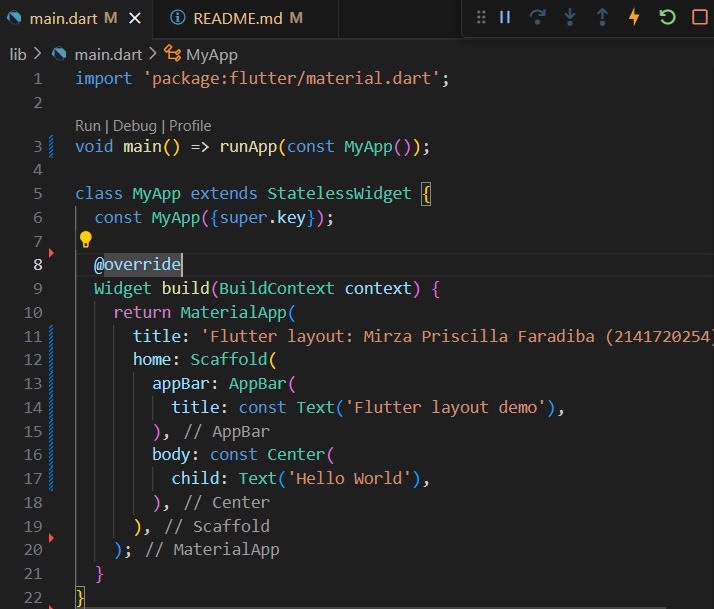 main.dart M
README.md M
lib > main.dart > MyApp
1 import 'package:flutter/material.dart';
2
Run | Debug | Profile
3 void main() => runApp(const MyApp());
4
5 class MyApp extends StatelessWidget {
6   const MyApp({super.key});
7
8   @override
9   Widget build(BuildContext context) {
10     return MaterialApp(
11       title: 'Flutter layout: Mirza Priscilla Faradiba (2141720254)
12       home: Scaffold(
13         appBar: AppBar(
14           title: const Text('Flutter layout demo'),
15         ), // AppBar
16         body: const Center(
17           child: Text('Hello World'),
18         ), // Center
19       ), // Scaffold
20     ); // MaterialApp
21   }
22 }